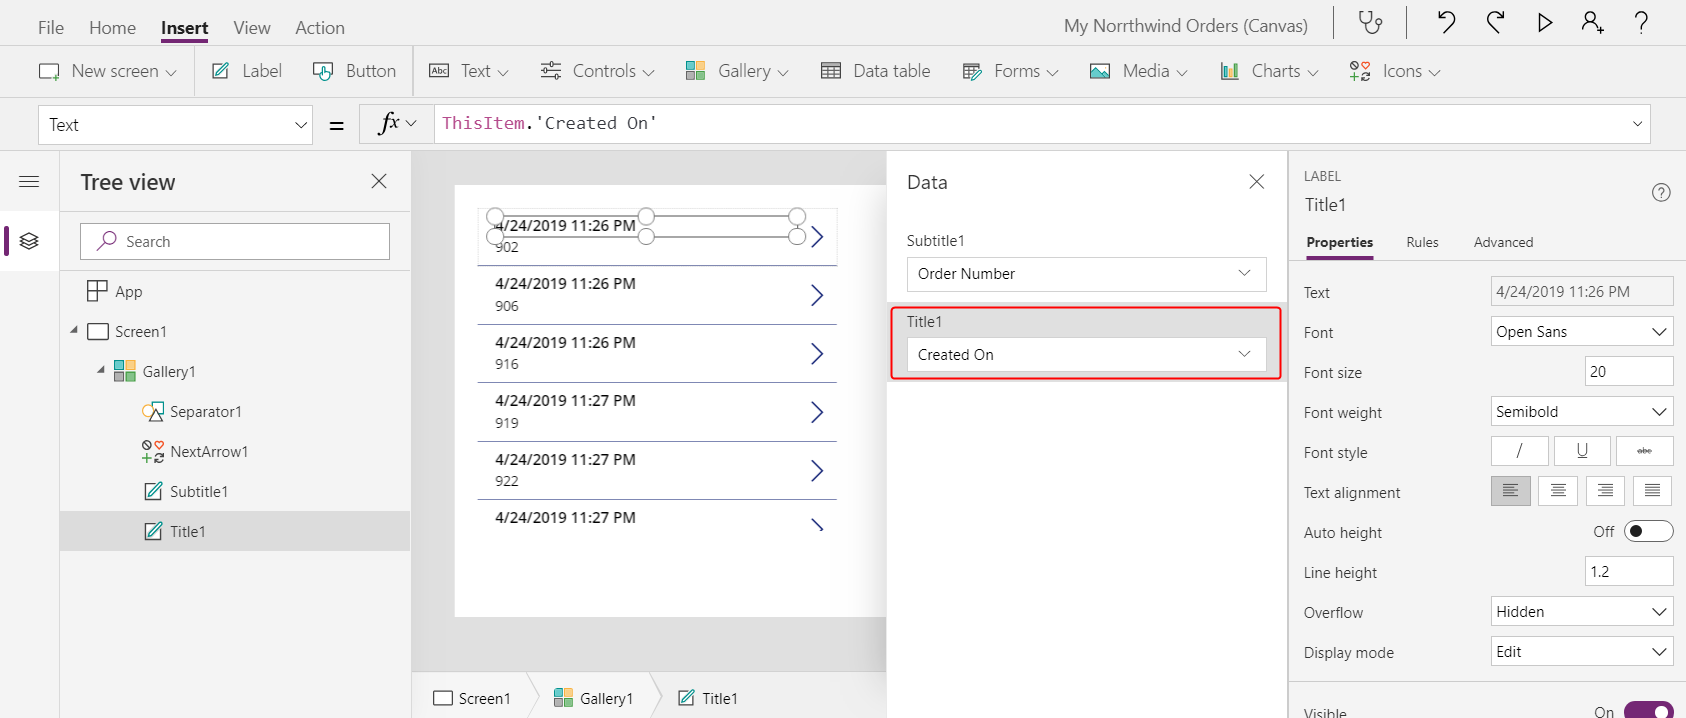 File Home Insert View Action My Norrthwind Orders (Canvas)
New screen Label Button Abc Text Controls Gallery Data table Forms Media Charts Icons
Text = fx ThisItem.'Created On'
Tree view
Search
App
Screen1
Gallery1
Separator1
NextArrow1
Subtitle1
Title1
4/24/2019 11:26 PM
902
4/24/2019 11:26 PM
906
4/24/2019 11:26 PM
916
4/24/2019 11:27 PM
919
4/24/2019 11:27 PM
922
4/24/2019 11:27 PM
Screen1 Gallery1 Title1
Data
Subtitle1
Order Number
Title1
Created On
LABEL
Title1
Properties Rules Advanced
Text 4/24/2019 11:26 PM
Font Open Sans
Font size 20
Font weight Semibold
Font style / U abc
Text alignment
Auto height Off
Line height 1.2
Overflow Hidden
Display mode Edit
Visible On